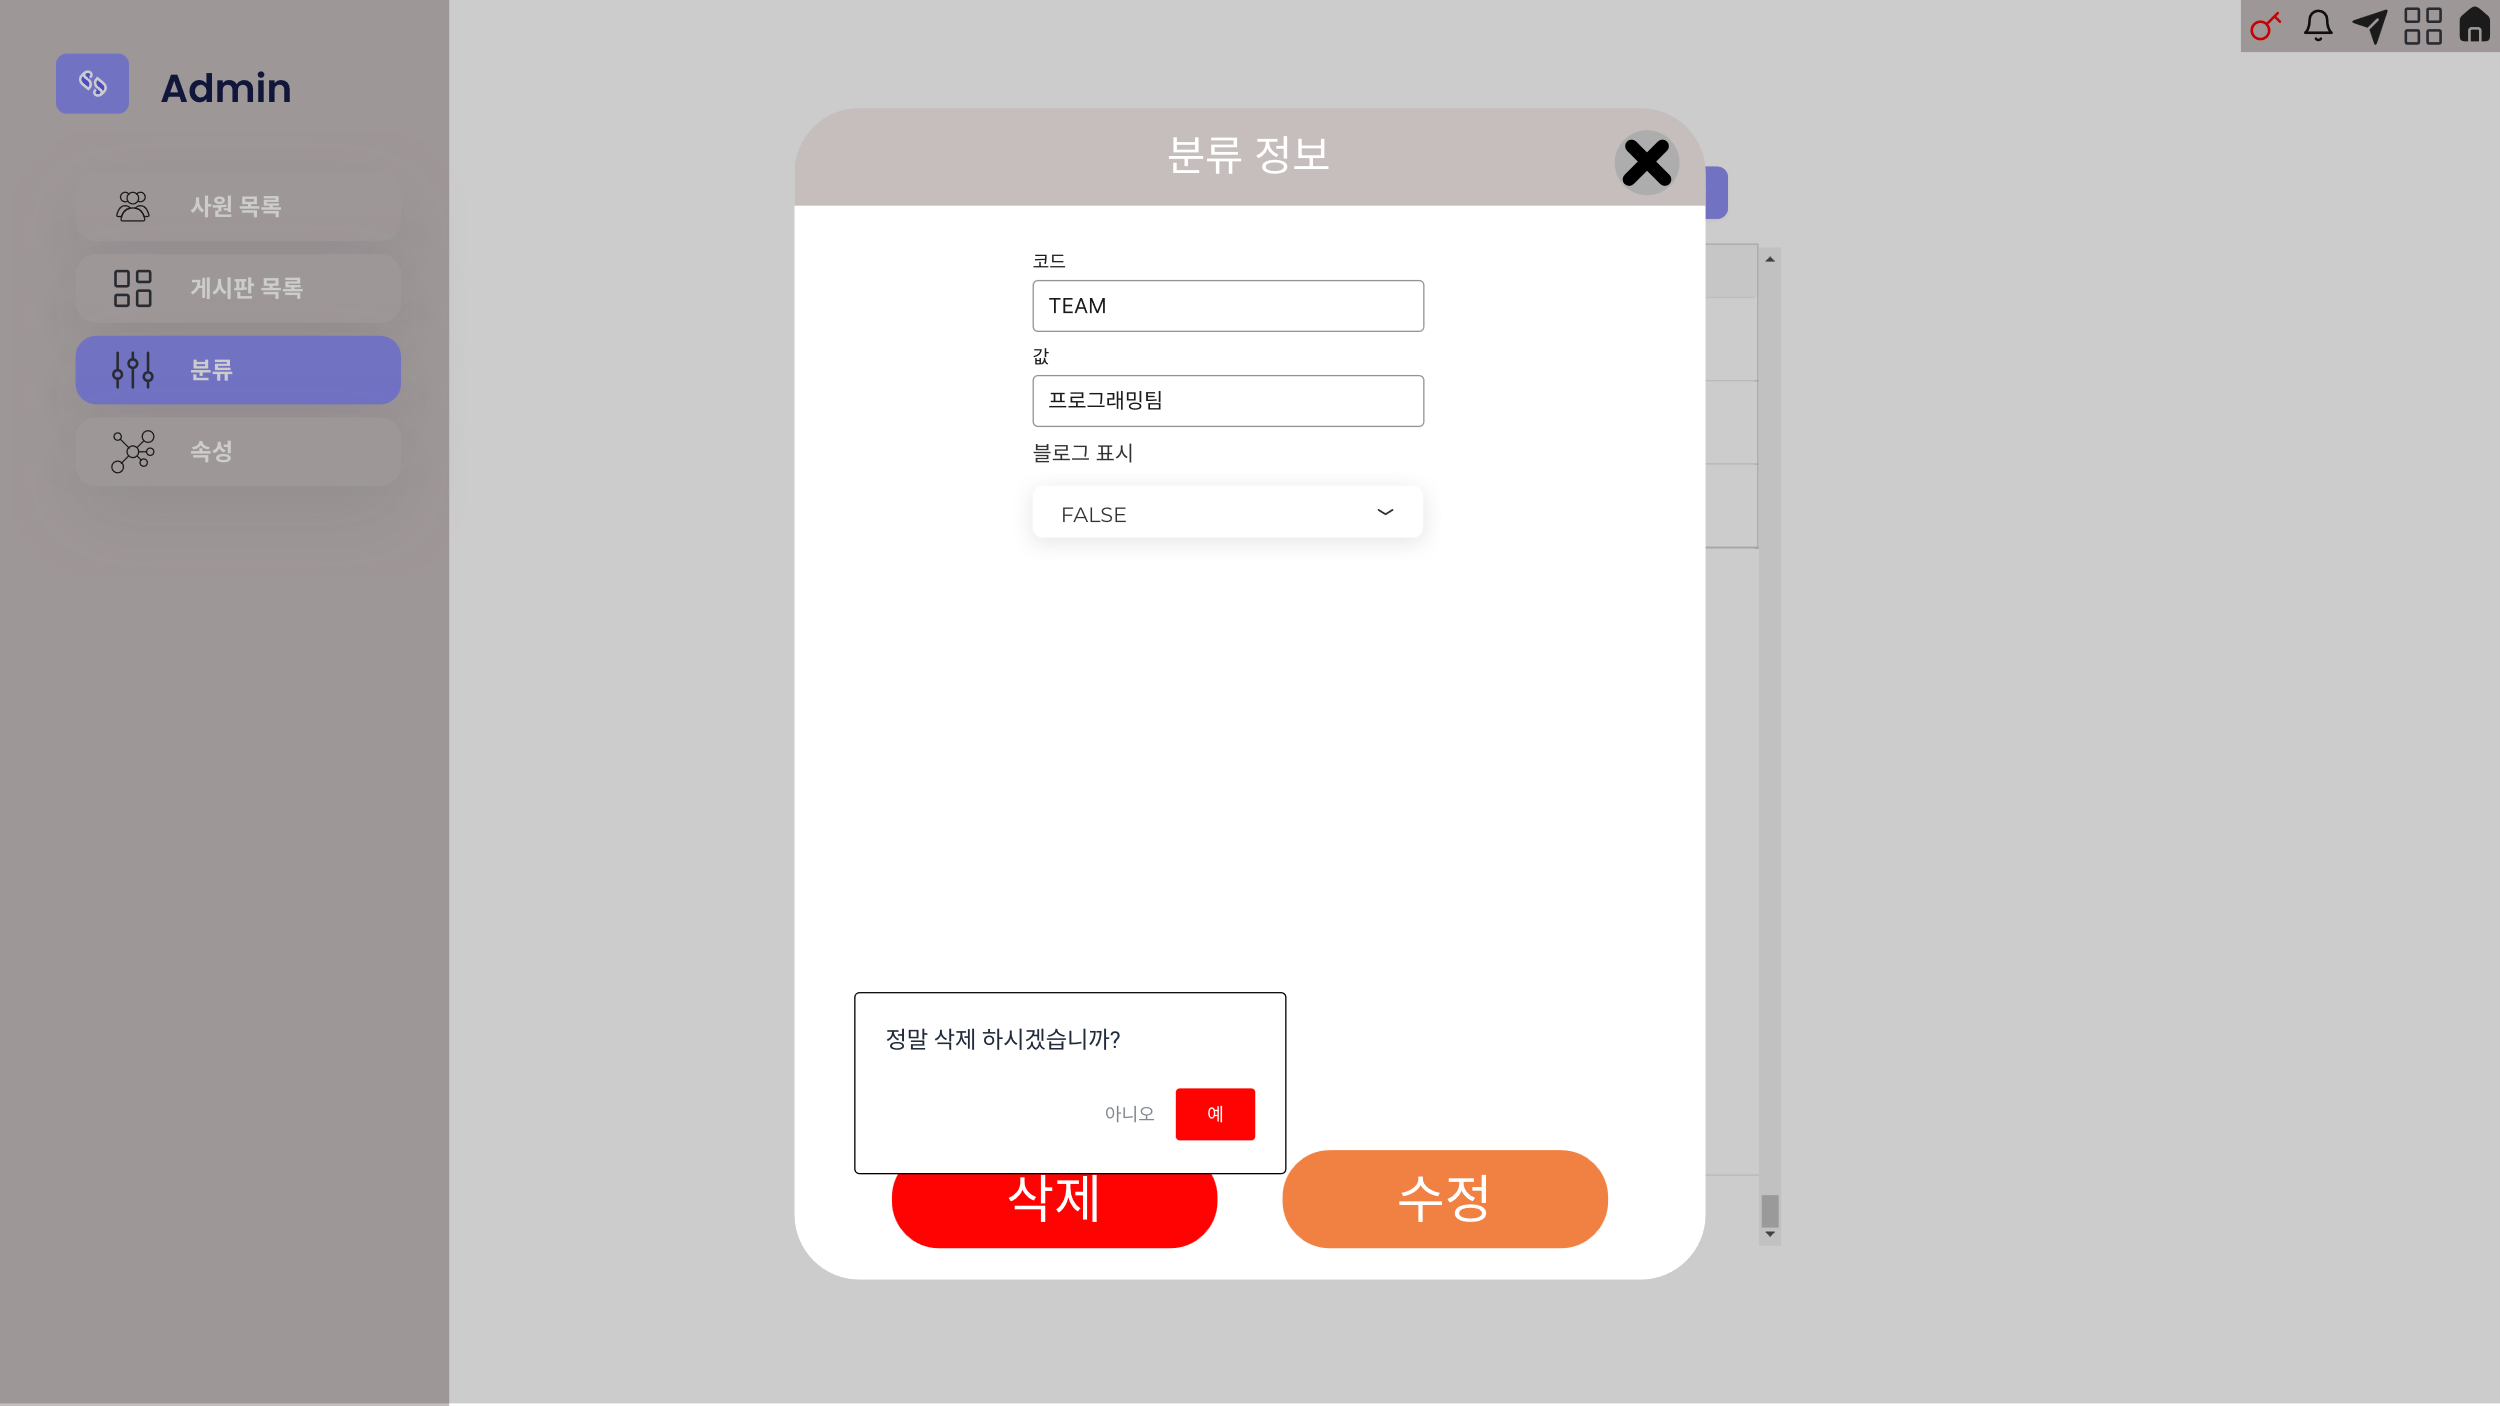 Admin
사원 목록
게시판 목록
분류
속성
분류 정보
코드
TEAM
값
프로그래밍팀
블로그 표시
FALSE
정말 삭제 하시겠습니까?
아니오
예
삭제
수정